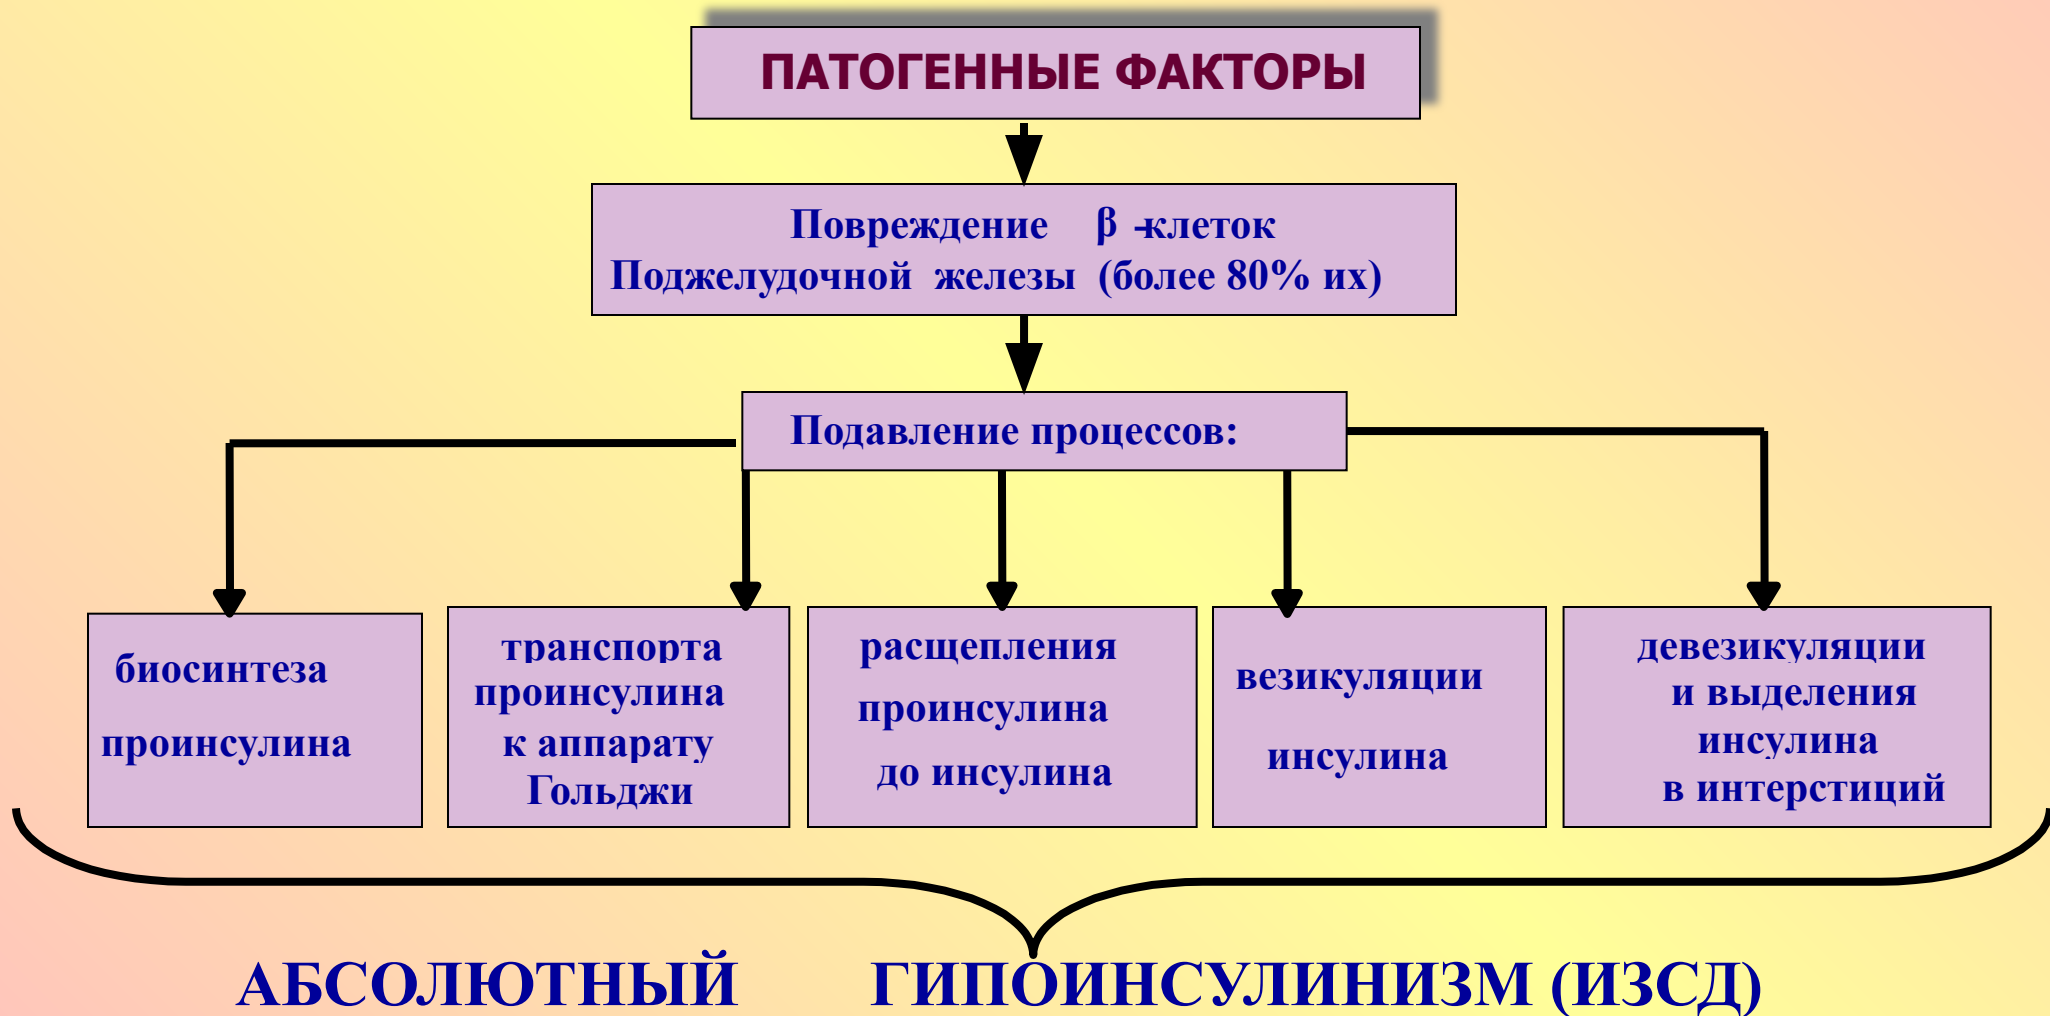 ПАТОГЕННЫЕ ФАКТОРЫ
Повреждение β -клеток
Поджелудочной железы (более 80% их)
Подавление процессов:
биосинтеза
проинсулина
транспорта
проинсулина
к аппарату
Гольджи
расщепления
проинсулина
до инсулина
везикуляции
инсулина
девезикуляции
и выделения
инсулина
в интерстиций
АБСОЛЮТНЫЙ ГИПОИНСУЛИНИЗМ (ИЗСД)